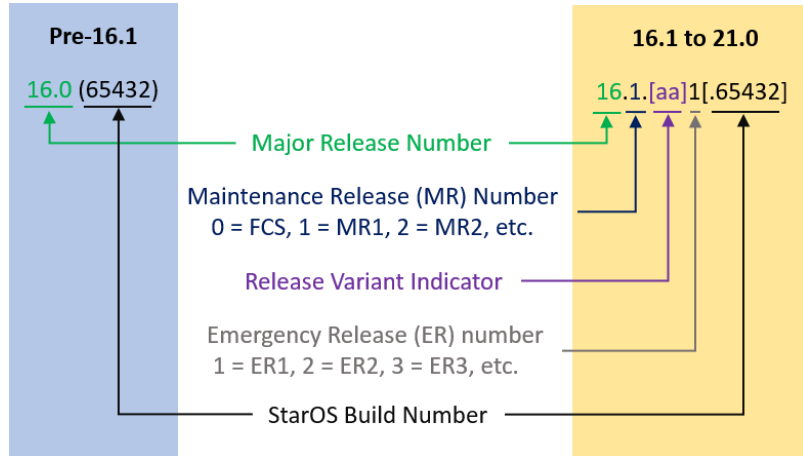 Pre-16.1
16.1 to 21.0
16.0 (65432)
16.1.[aa]1[.65432]
Major Release Number
Maintenance Release (MR) Number
0 = FCS, 1 = MR1, 2 = MR2, etc.
Release Variant Indicator
Emergency Release (ER) number
1 = ER1, 2 = ER2, 3 = ER3, etc.
StarOS Build Number